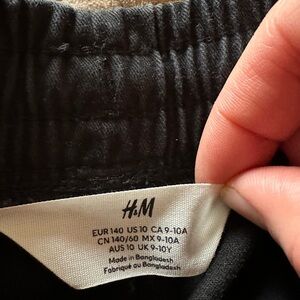 H&M
EUR 140 US 10 CA 9-10A
CN 140/60 MX 9-10A
AUS 10 UK 9-10Y
Made in Bangladesh
Fabriqué au Bangladesh